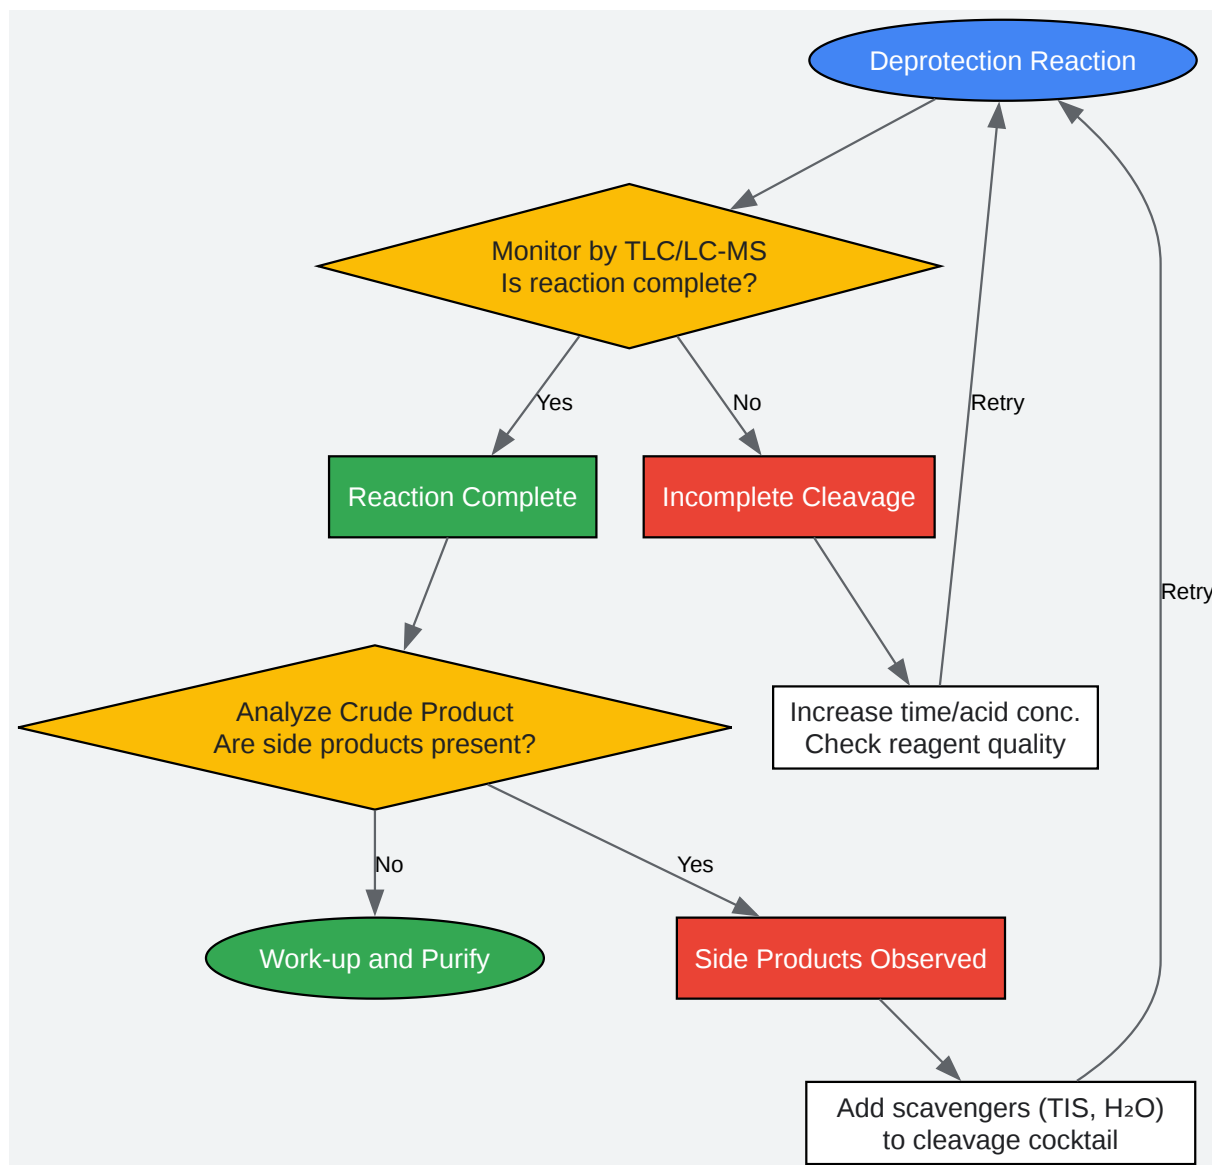 Deprotection Reaction
Monitor by TLC/LC-MS
Is reaction complete?
Yes
No
Retry
Reaction Complete
Incomplete Cleavage
Retry
Analyze Crude Product
Are side products present?
Increase time/acid conc.
Check reagent quality
No
Yes
Work-up and Purify
Side Products Observed
Add scavengers (TIS, H₂O)
to cleavage cocktail